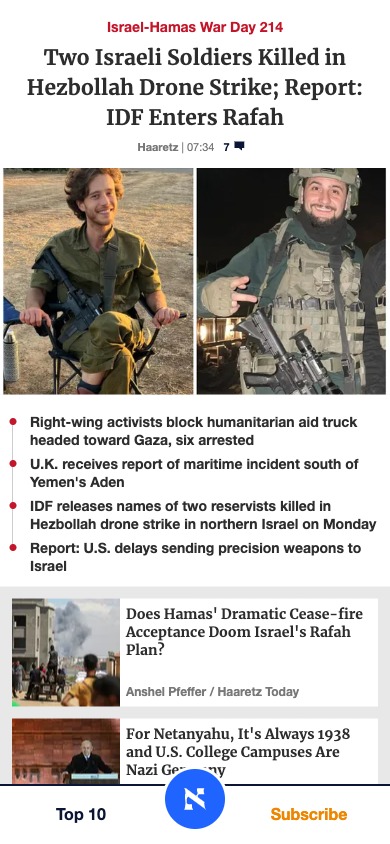 Israel-Hamas War Day 214
Two Israeli Soldiers Killed in
Hezbollah Drone Strike; Report:
IDF Enters Rafah
Haaretz | 07:34 7
Right-wing activists block humanitarian aid truck
headed toward Gaza, six arrested
U.K. receives report of maritime incident south of
Yemen's Aden
IDF releases names of two reservists killed in
Hezbollah drone strike in northern Israel on Monday
Report: U.S. delays sending precision weapons to
Israel
Does Hamas' Dramatic Cease-fire
Acceptance Doom Israel's Rafah
Plan?
Anshel Pfeffer / Haaretz Today
For Netanyahu, It's Always 1938
and U.S. College Campuses Are
Nazi Germany
Top 10
א
Subscribe